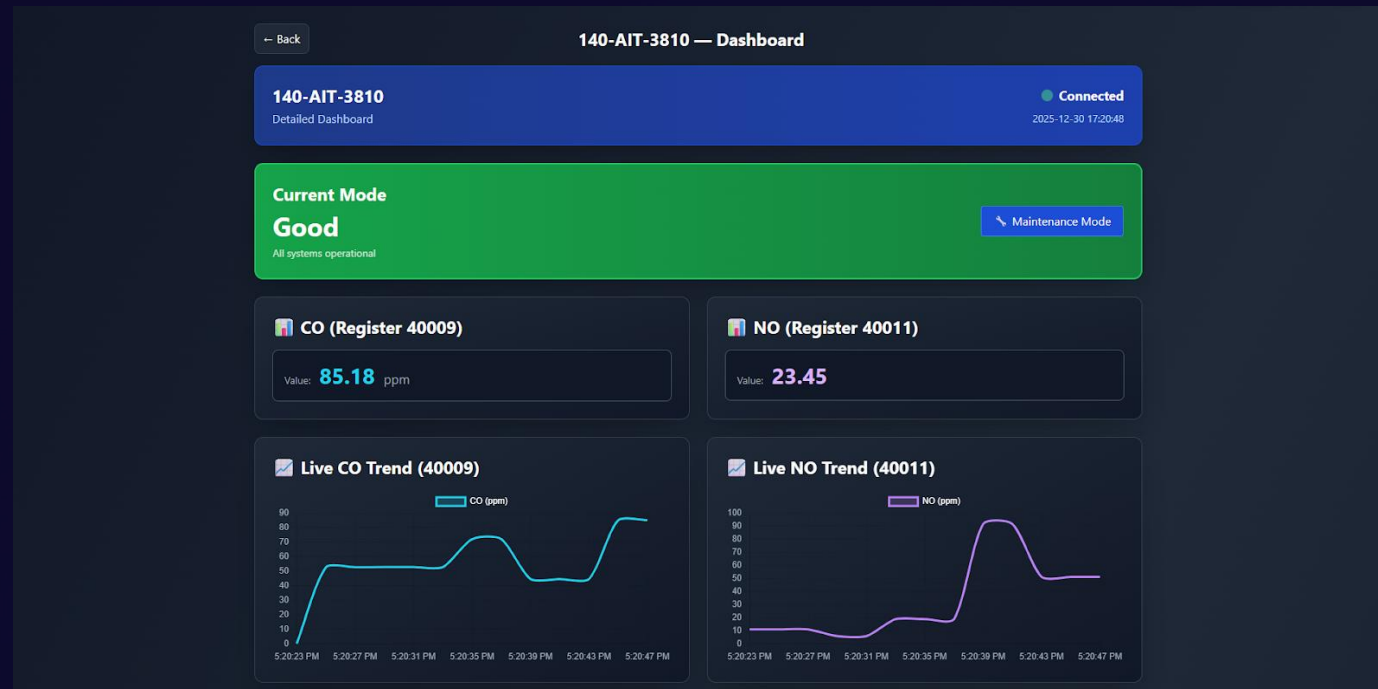 ← Back
140-AIT-3810 — Dashboard
140-AIT-3810
Detailed Dashboard
Connected
2025-12-30 17:20:48
Current Mode
Good
All systems operational
🔧 Maintenance Mode
📊 CO (Register 40009)
Value: 85.18 ppm
📊 NO (Register 40011)
Value: 23.45
📈 Live CO Trend (40009)
CO (ppm)
90
80
70
60
50
40
30
20
10
0
5:20:23 PM 5:20:27 PM 5:20:31 PM 5:20:35 PM 5:20:39 PM 5:20:43 PM 5:20:47 PM
📈 Live NO Trend (40011)
NO (ppm)
100
90
80
70
60
50
40
30
20
10
0
5:20:23 PM 5:20:27 PM 5:20:31 PM 5:20:35 PM 5:20:39 PM 5:20:43 PM 5:20:47 PM